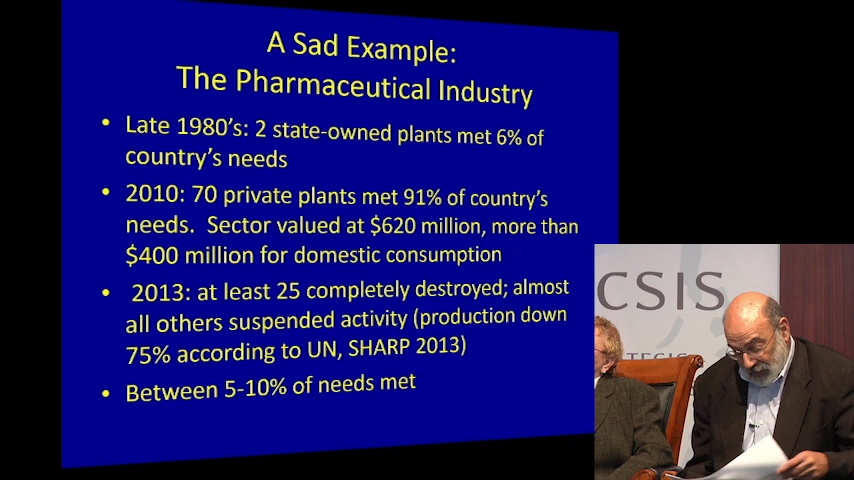 A Sad Example:
The Pharmaceutical Industry
• Late 1980's: 2 state-owned plants met 6% of
country's needs
• 2010: 70 private plants met 91% of country's
needs. Sector valued at $620 million, more than
$400 million for domestic consumption
• 2013: at least 25 completely destroyed; almost
all others suspended activity (production down
75% according to UN, SHARP 2013)
• Between 5-10% of needs met
CSIS